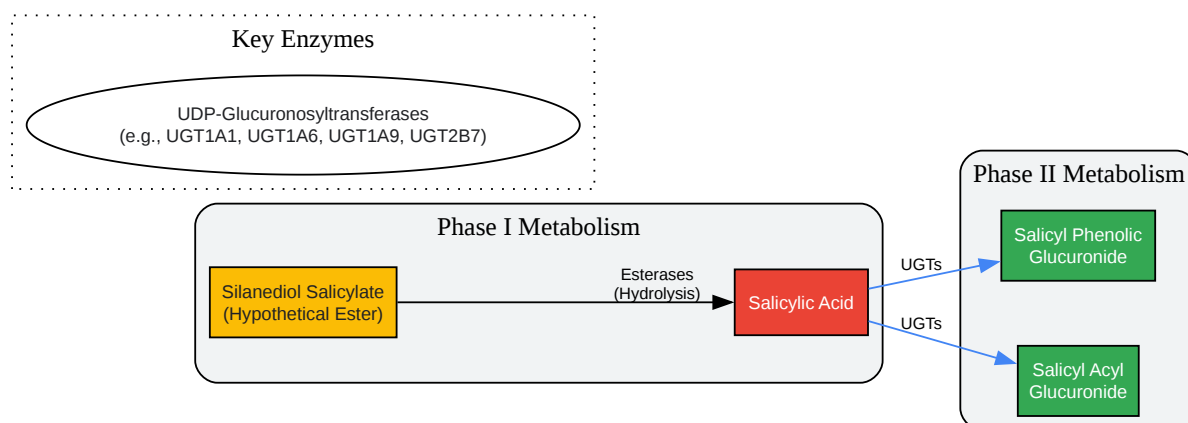 Key Enzymes
UDP-Glucuronosyltransferases
(e.g., UGT1A1, UGT1A6, UGT1A9, UGT2B7)
Phase I Metabolism
Silanediol Salicylate
(Hypothetical Ester)
Esterases
(Hydrolysis)
Salicylic Acid
UGTs
UGTs
Phase II Metabolism
Salicyl Phenolic
Glucuronide
Salicyl Acyl
Glucuronide